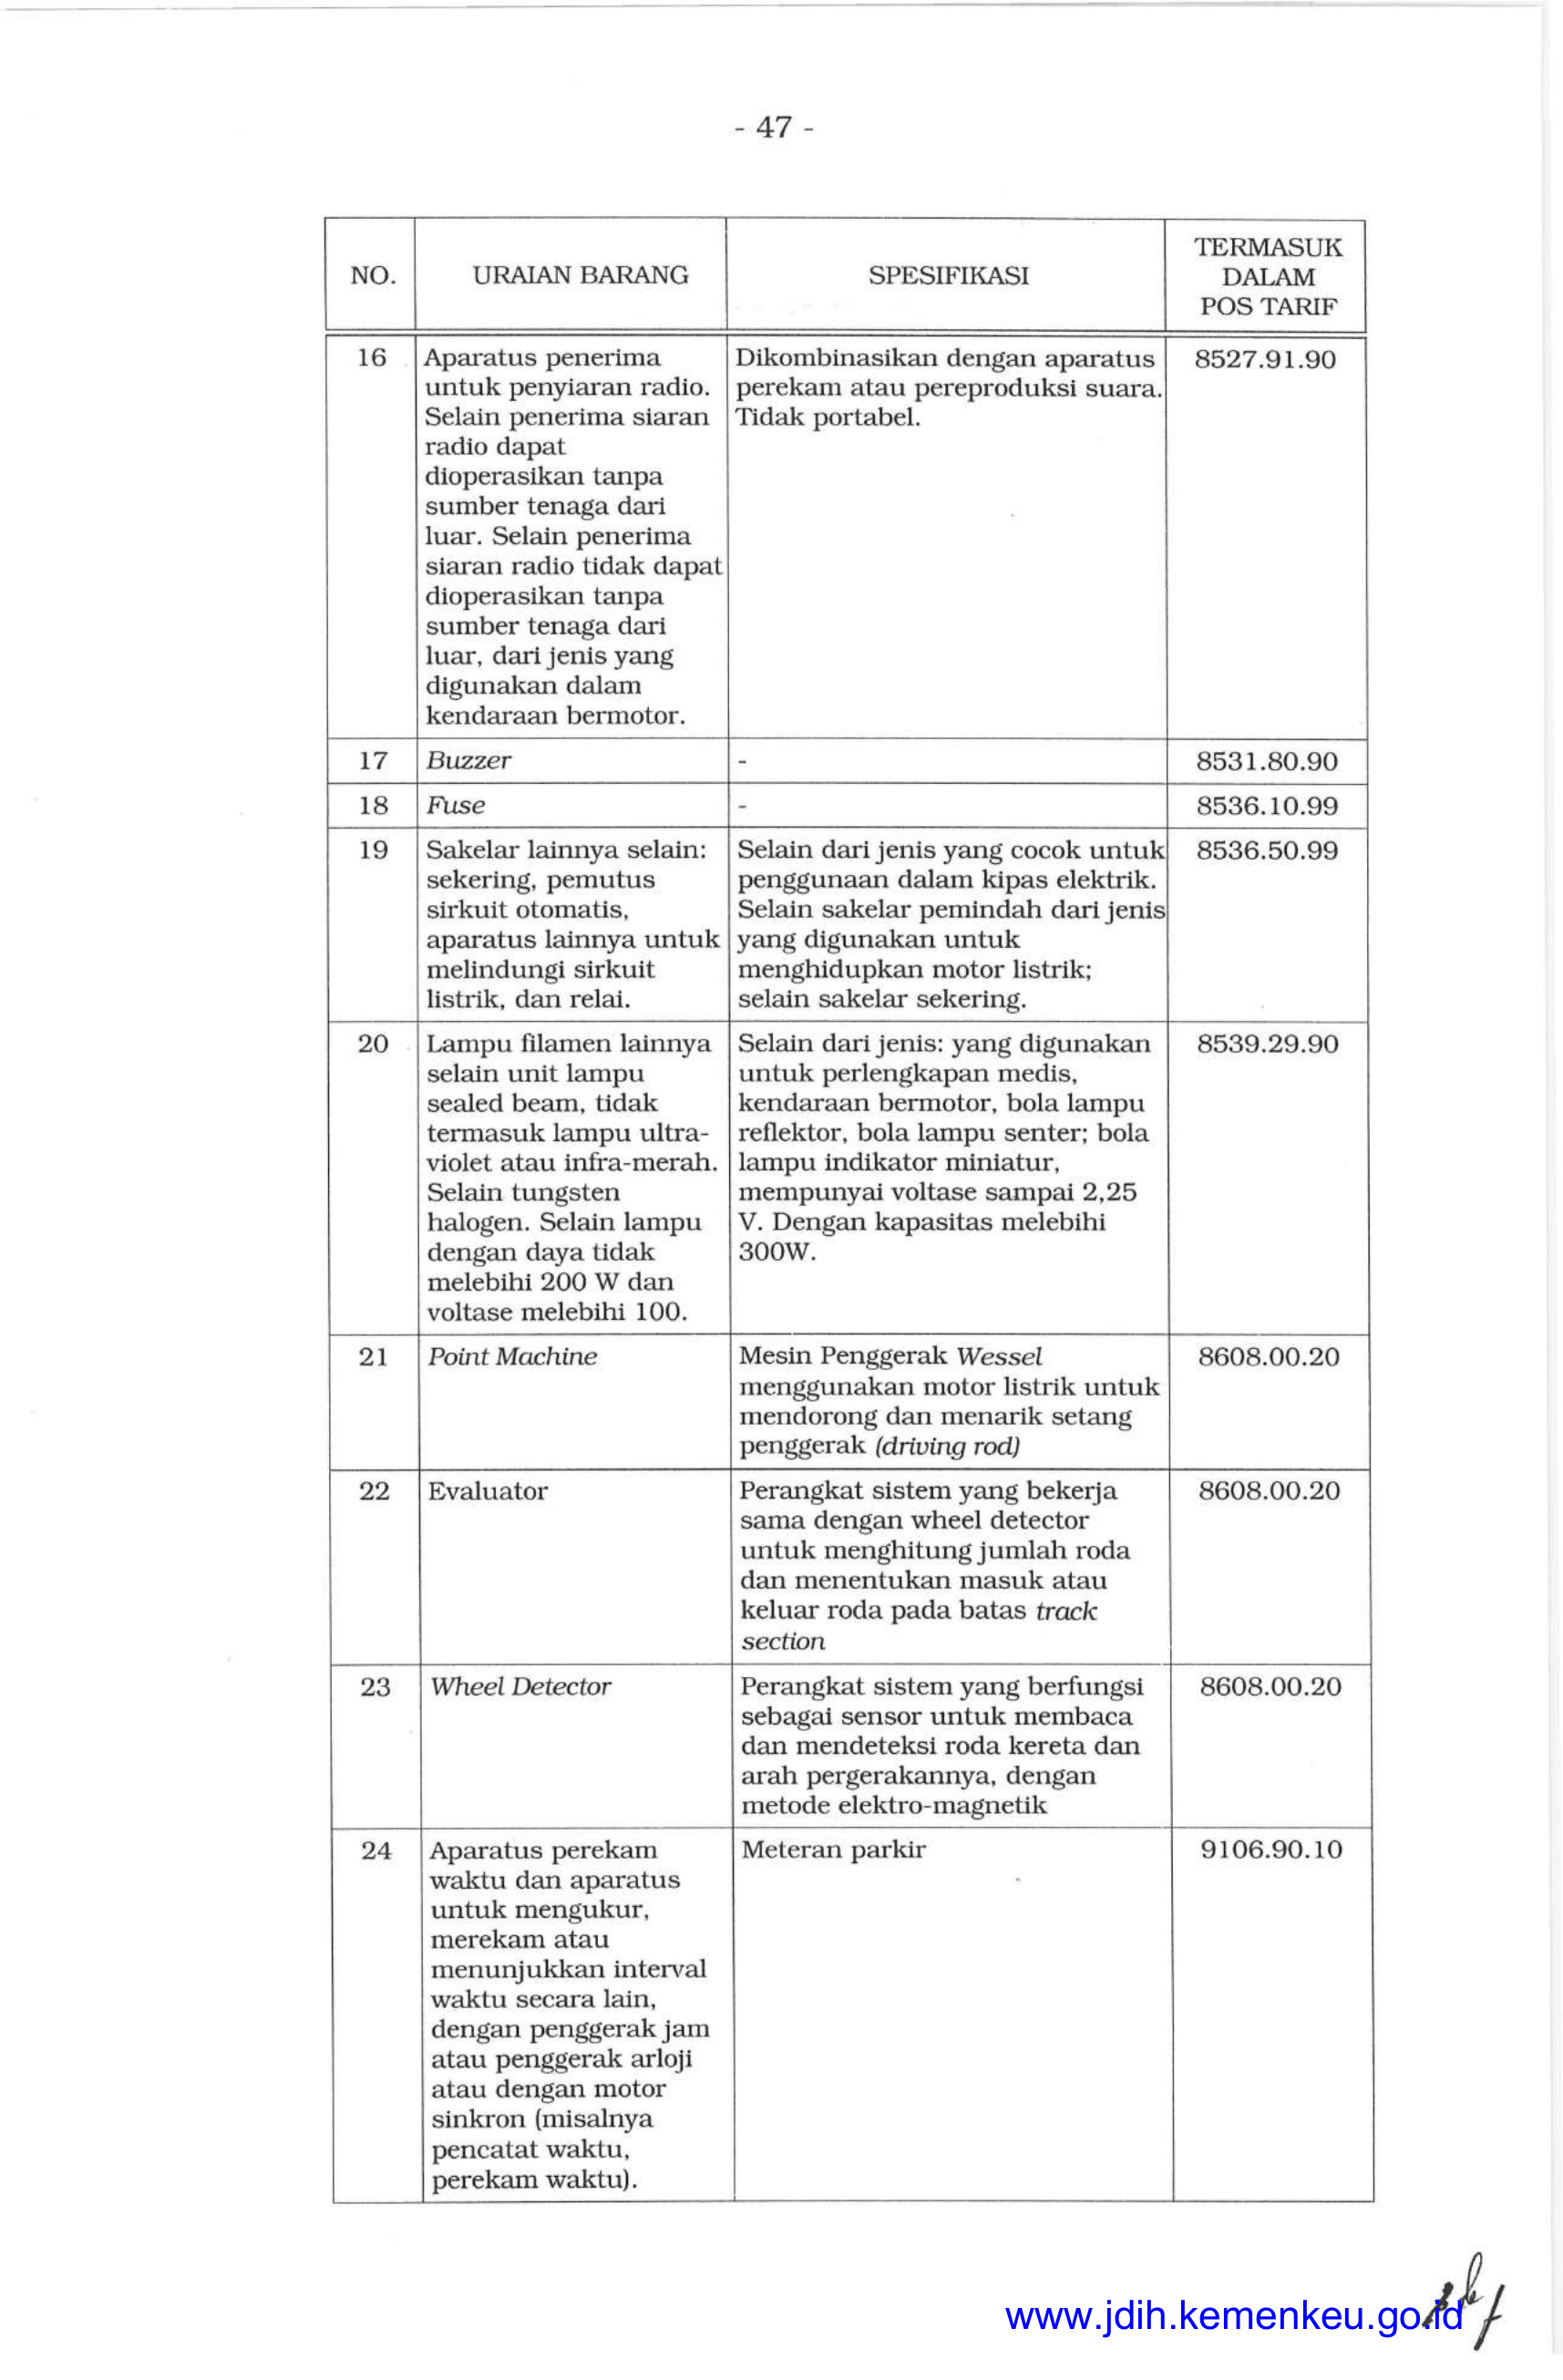 - 47 -
NO.
URAIAN BARANG
SPESIFIKASI
TERMASUK
DALAM
POS TARIF
16
Aparatus penerima
untuk penyiaran radio.
Selain penerima siaran
radio dapat
dioperasikan tanpa
sumber tenaga dari
luar. Selain penerima
siaran radio tidak dapat
dioperasikan tanpa
sumber tenaga dari
luar, dari jenis yang
digunakan dalam
kendaraan bermotor.
Dikombinasikan dengan aparatus
perekam atau pereproduksi suara.
Tidak portabel.
8527.91.90
17
Buzzer
-
8531.80.90
18
Fuse
-
8536.10.99
19
Sakelar lainnya selain:
sekering, pemutus
sirkuit otomatis,
aparatus lainnya untuk
melindungi sirkuit
listrik, dan relai.
Selain dari jenis yang cocok untuk
penggunaan dalam kipas elektrik.
Selain sakelar pemindah dari jenis
yang digunakan untuk
menghidupkan motor listrik;
selain sakelar sekering.
8536.50.99
20
Lampu filamen lainnya
selain unit lampu
sealed beam, tidak
termasuk lampu ultra-
violet atau infra-merah.
Selain tungsten
halogen. Selain lampu
dengan daya tidak
melebihi 200 W dan
voltase melebihi 100.
Selain dari jenis: yang digunakan
untuk perlengkapan medis,
kendaraan bermotor, bola lampu
reflektor, bola lampu senter; bola
lampu indikator miniatur,
mempunyai voltase sampai 2,25
V. Dengan kapasitas melebihi
300W.
8539.29.90
21
Point Machine
Mesin Penggerak Wessel
menggunakan motor listrik untuk
mendorong dan menarik setang
penggerak (driving rod)
8608.00.20
22
Evaluator
Perangkat sistem yang bekerja
sama dengan wheel detector
untuk menghitung jumlah roda
dan menentukan masuk atau
keluar roda pada batas track
section
8608.00.20
23
Wheel Detector
Perangkat sistem yang berfungsi
sebagai sensor untuk membaca
dan mendeteksi roda kereta dan
arah pergerakannya, dengan
metode elektro-magnetik
8608.00.20
24
Aparatus perekam
waktu dan aparatus
untuk mengukur,
merekam atau
menunjukkan interval
waktu secara lain,
dengan penggerak jam
atau penggerak arloji
atau dengan motor
sinkron (misalnya
pencatat waktu,
perekam waktu).
Meteran parkir
9106.90.10
www.jdih.kemenkeu.go.id